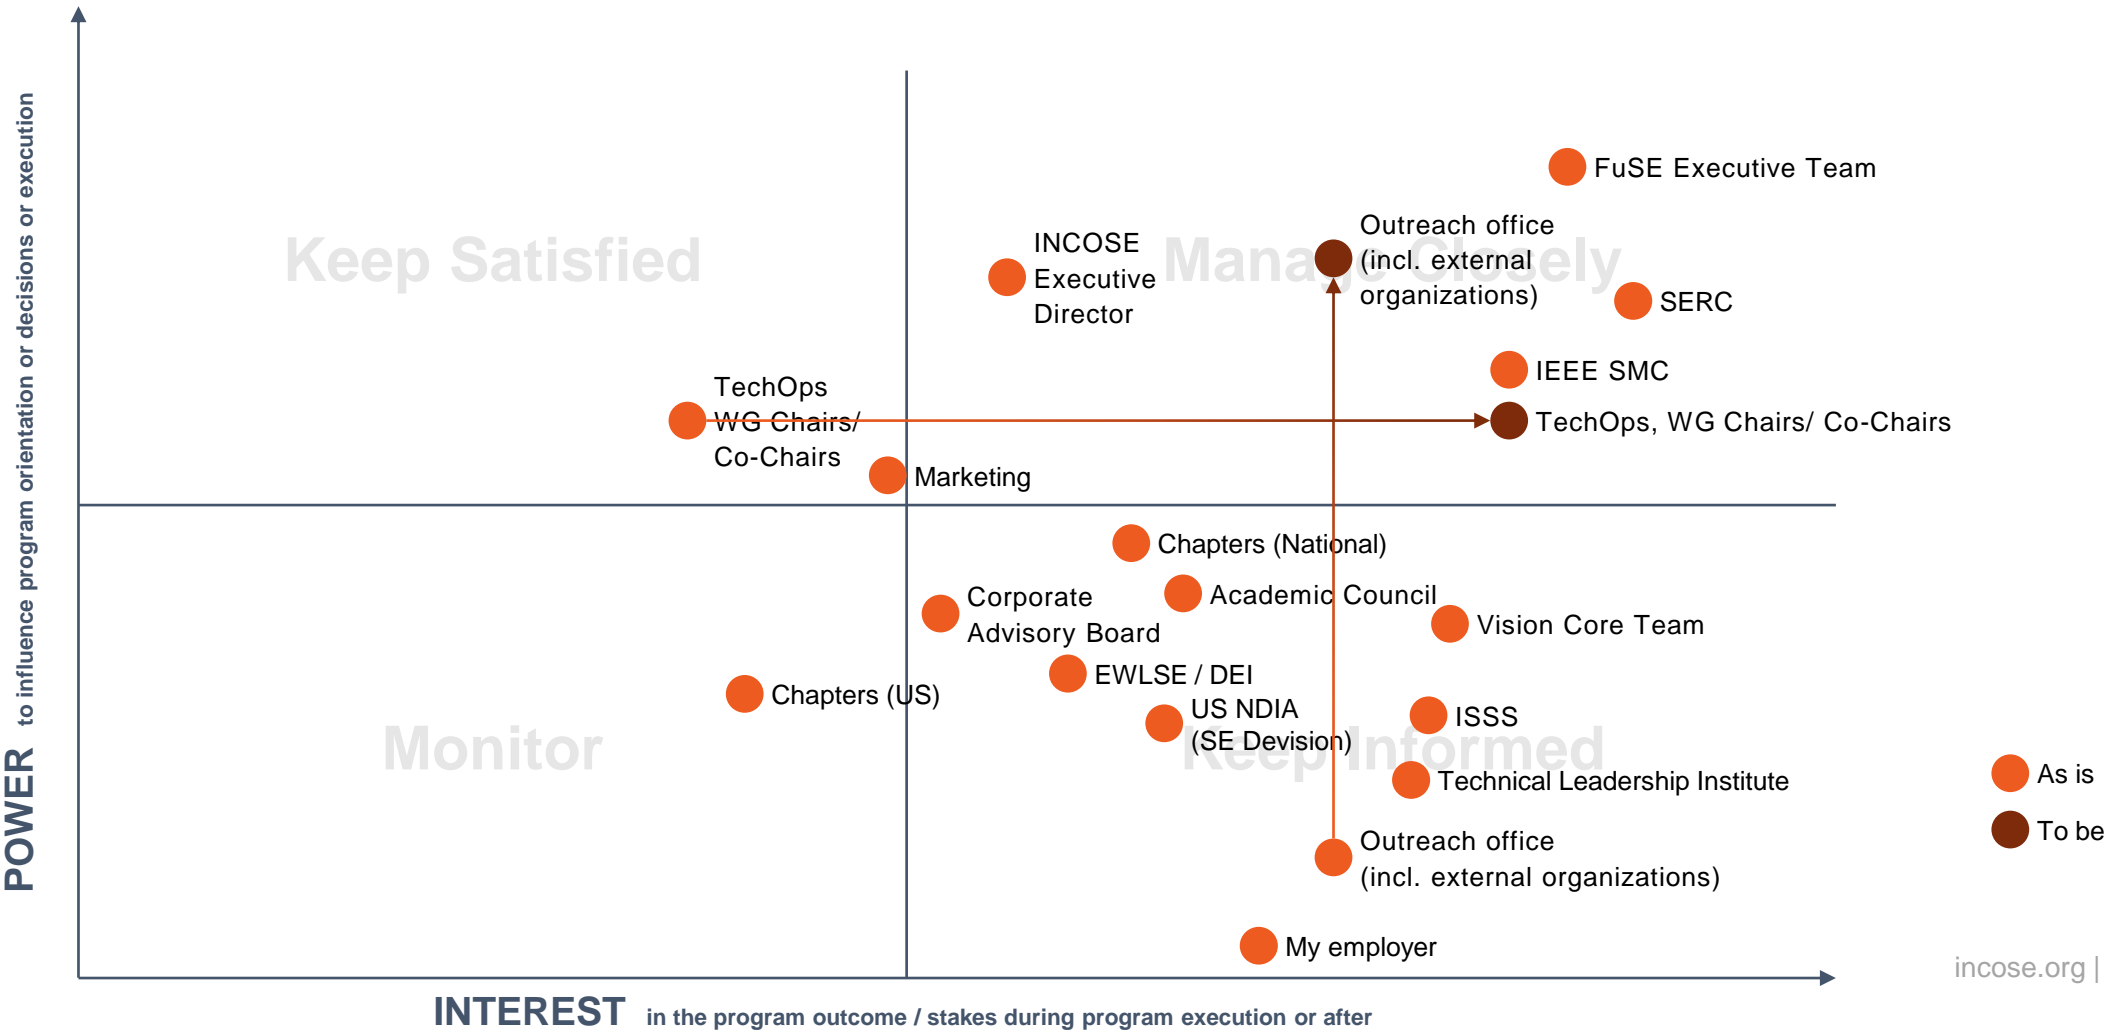 POWER to influence program orientation or decisions or execution
Keep Satisfied
Manage Closely
FuSE Executive Team
Outreach office
(incl. external
organizations)
INCOSE
Executive
Director
SERC
IEEE SMC
TechOps
WG Chairs/
Co-Chairs
TechOps, WG Chairs/ Co-Chairs
Marketing
Chapters (National)
Academic Council
Corporate
Advisory Board
Vision Core Team
EWLSE / DEI
Chapters (US)
US NDIA
(SE Devision)
ISSS
Monitor
Keep Informed
Technical Leadership Institute
Outreach office
(incl. external organizations)
My employer
As is
To be
incose.org |
INTEREST in the program outcome / stakes during program execution or after